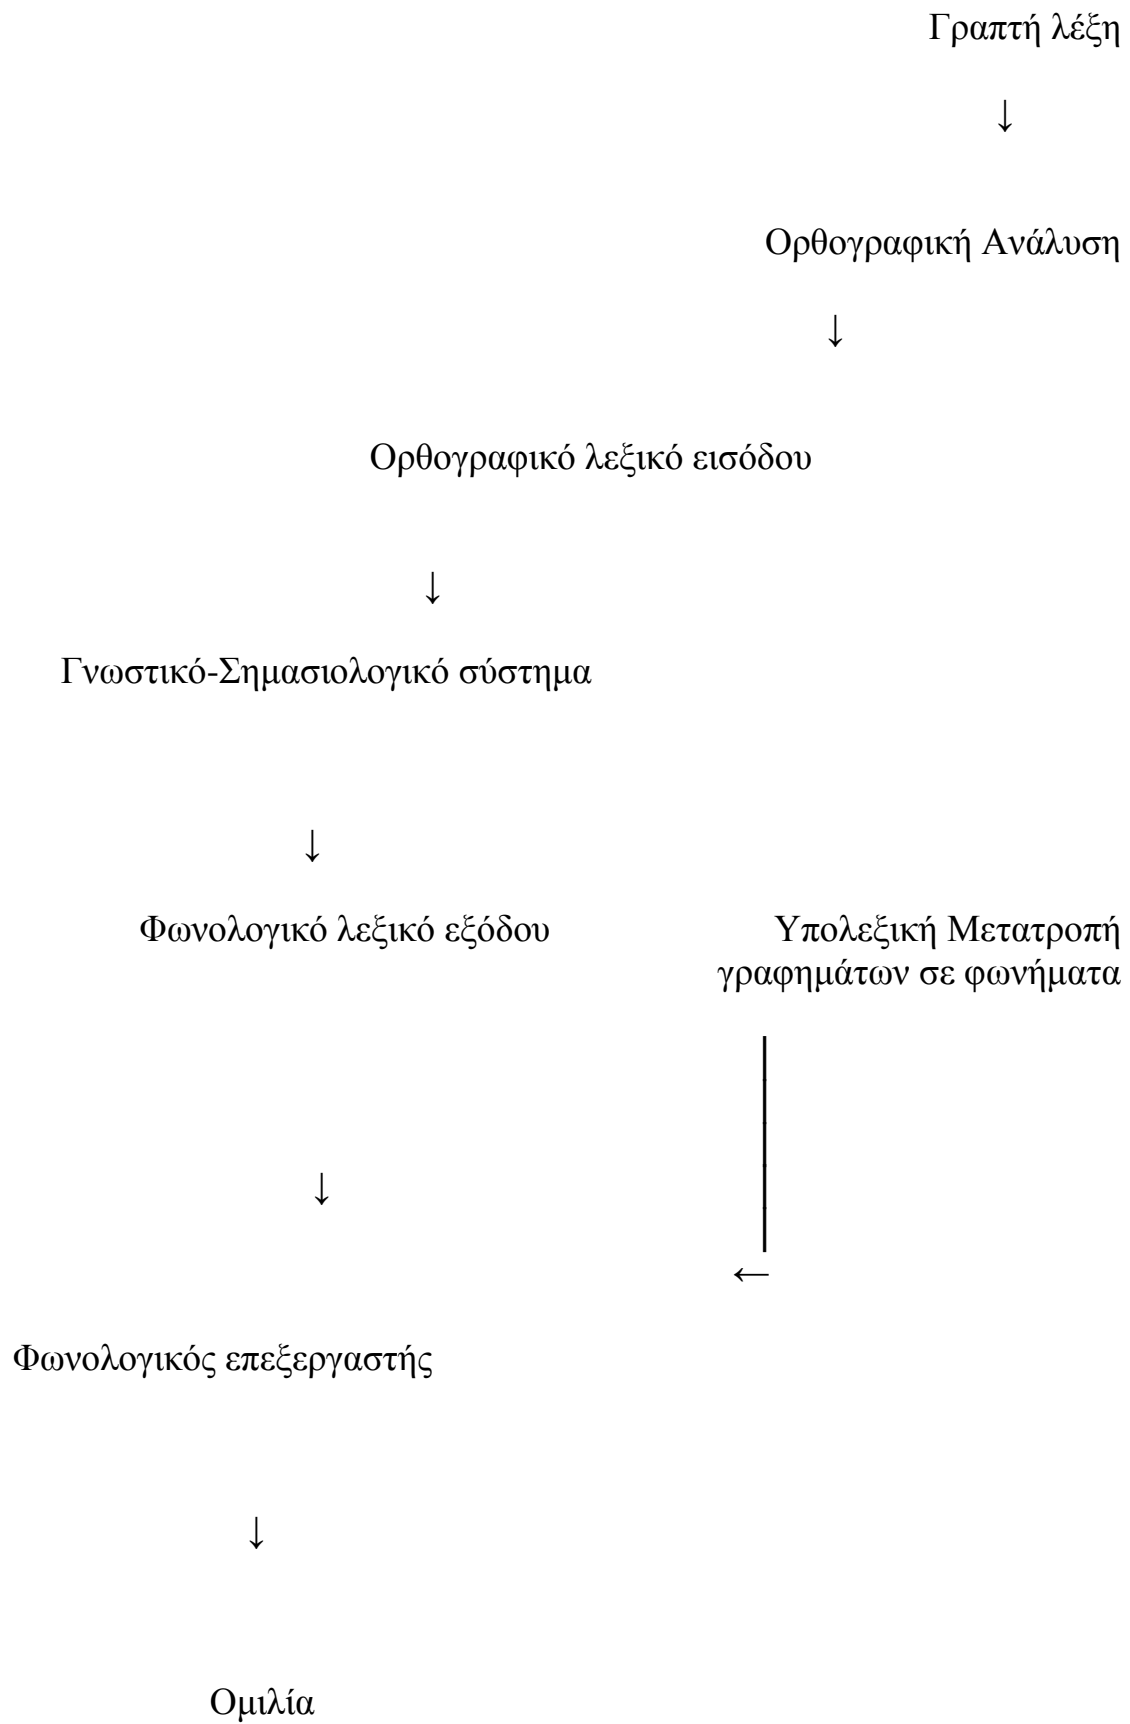 Γραπτή λέξη
↓
Ορθογραφική Ανάλυση
↓
Ορθογραφικό λεξικό εισόδου
↓
Γνωστικό-Σημασιολογικό σύστημα
↓
Φωνολογικό λεξικό εξόδου
Υπολεξική Μετατροπή
γραφημάτων σε φωνήματα
↓
←
Φωνολογικός επεξεργαστής
↓
Ομιλία